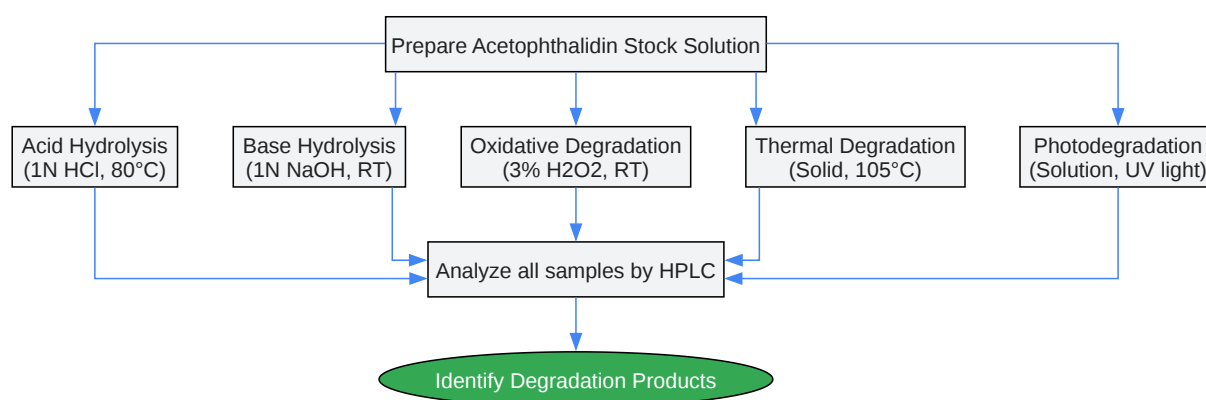 Prepare Acetophthalidin Stock Solution
Acid Hydrolysis
(1N HCl, 80°C)
Base Hydrolysis
(1N NaOH, RT)
Oxidative Degradation
(3% H2O2, RT)
Thermal Degradation
(Solid, 105°C)
Photodegradation
(Solution, UV light)
Analyze all samples by HPLC
Identify Degradation Products